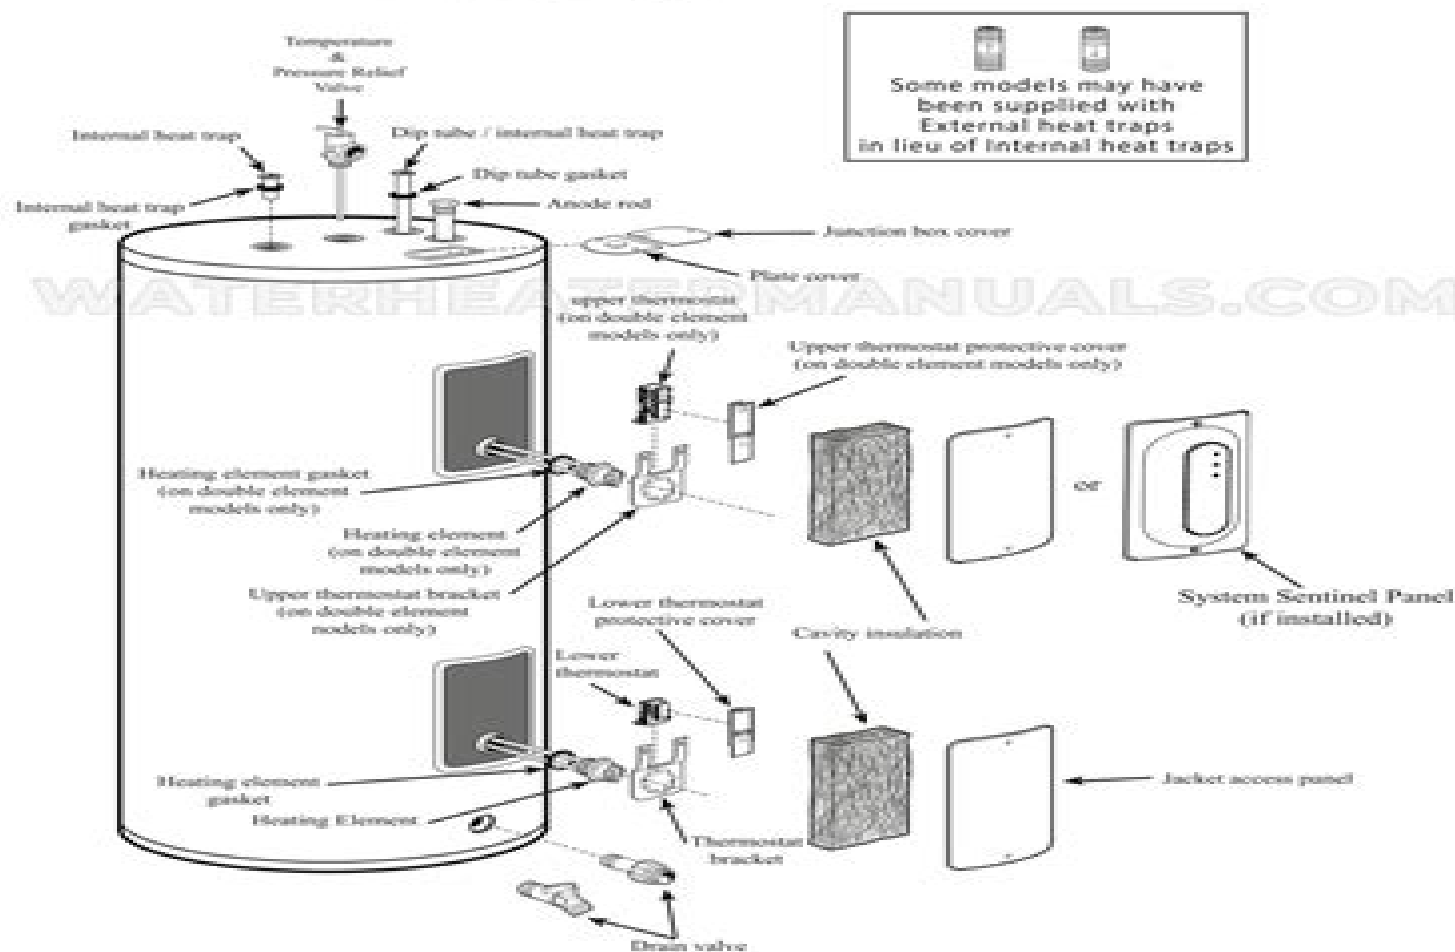 Temperature
&
Pressure Relief
Valve
Internal heat trap
Dip tube / internal heat trap
Dip tube gasket
Anode rod
Internal heat trap
gasket
Some models may have
been supplied with
External heat traps
in lieu of Internal heat traps
Junction box cover
Plate cover
WATERHEATERMANUALS.COM
upper thermostat
(on double element
models only)
Upper thermostat protective cover
(on double element models only)
Heating element gasket
(on double element
models only)
Heating element
(on double element
models only)
or
Upper thermostat bracket
(on double element
models only)
System Sentinel Panel
(if installed)
Lower thermostat
protective cover
Cavity insulation
Lower
thermostat
Heating element
gasket
Heating Element
Jacket access panel
Thermostat
bracket
Drain valve